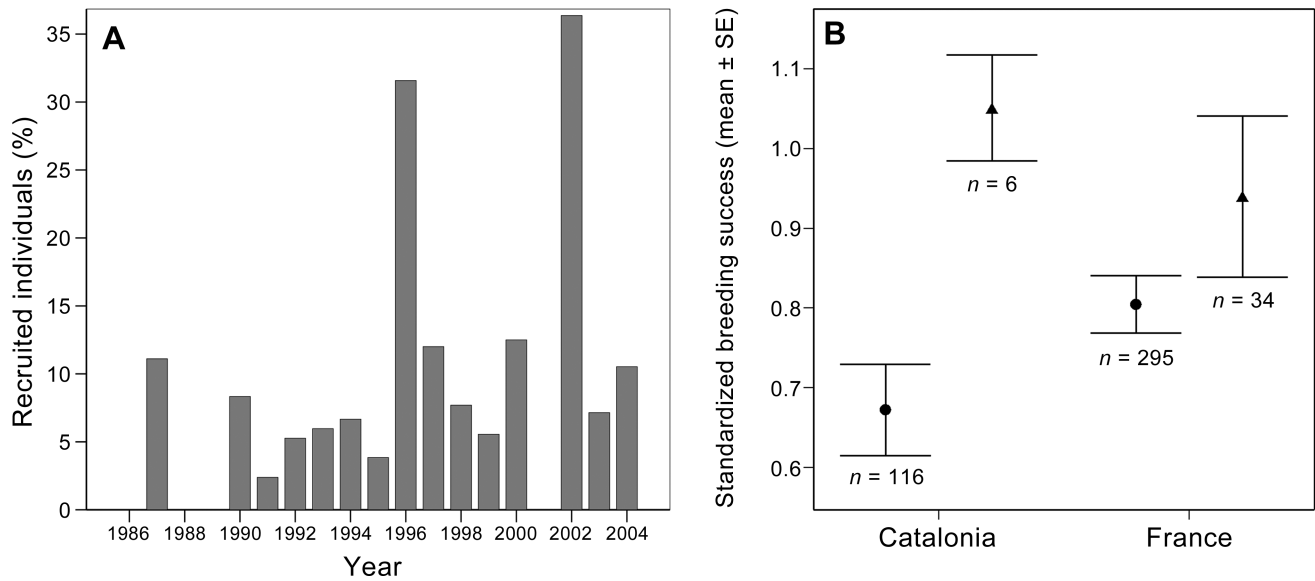 A
Recruited individuals (%)
35
30
25
20
15
10
5
0
1986 1988 1990 1992 1994 1996 1998 2000 2002 2004
Year
B
Standardized breeding success (mean ± SE)
1.1
1.0
0.9
0.8
0.7
0.6
n = 6
n = 34
n = 295
n = 116
Catalonia France